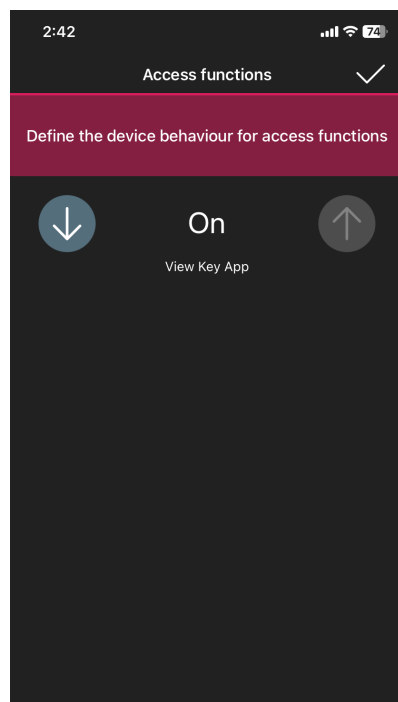 2:42
74
Access functions
Define the device behaviour for access functions
On
View Key App